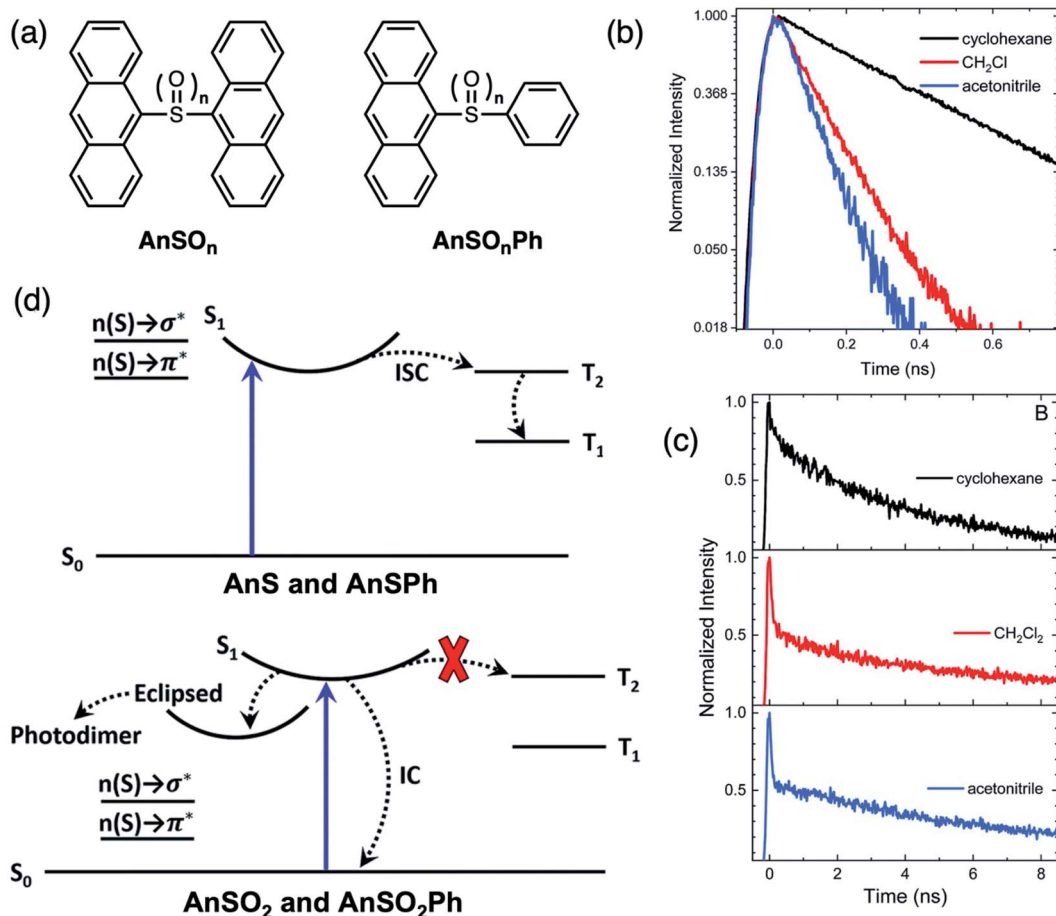 (a)
(O)n
S
(O)n
S
AnSOn
AnSOnPh
(b)
1.000
0.368
0.135
0.050
0.018
Normalized Intensity
cyclohexane
CH2Cl
acetonitrile
0.0 0.2 0.4 0.6
Time (ns)
(c)
B
1.0
0.5
cyclohexane
1.0
0.5
CH2Cl2
1.0
0.5
acetonitrile
Normalized Intensity
0 2 4 6 8
Time (ns)
(d)
n(S)→σ*
n(S)→π*
S1
ISC
T2
T1
S0
AnS and AnSPh
S1
Eclipsed
Photodimer
T2
T1
IC
n(S)→σ*
n(S)→π*
S0
AnSO2 and AnSO2Ph